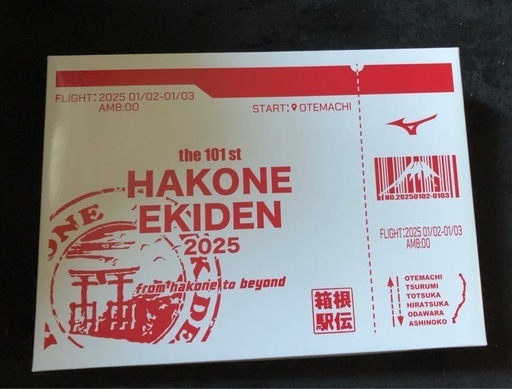 FLIGHT: 2025 01/02-01/03
AM8:00
START: OTEMACHI
the 101 st
HAKONE
EKIDEN
2025
from hakone to beyond
箱根
駅伝
NO.20250102-0103
FLIGHT:2025 01/02-01/03
AM8:00
OTEMACHI
TSURUMI
TOTSUKA
HIRATSUKA
ODAWARA
ASHINOKO